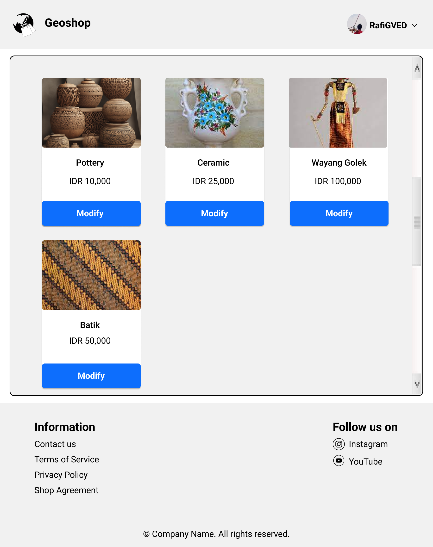 Geoshop
RafiGVED
Pottery
IDR 10,000
Modify
Ceramic
IDR 25,000
Modify
Wayang Golek
IDR 100,000
Modify
Batik
IDR 50,000
Modify
Information
Contact us
Terms of Service
Privacy Policy
Shop Agreement
Follow us on
Instagram
YouTube
© Company Name. All rights reserved.